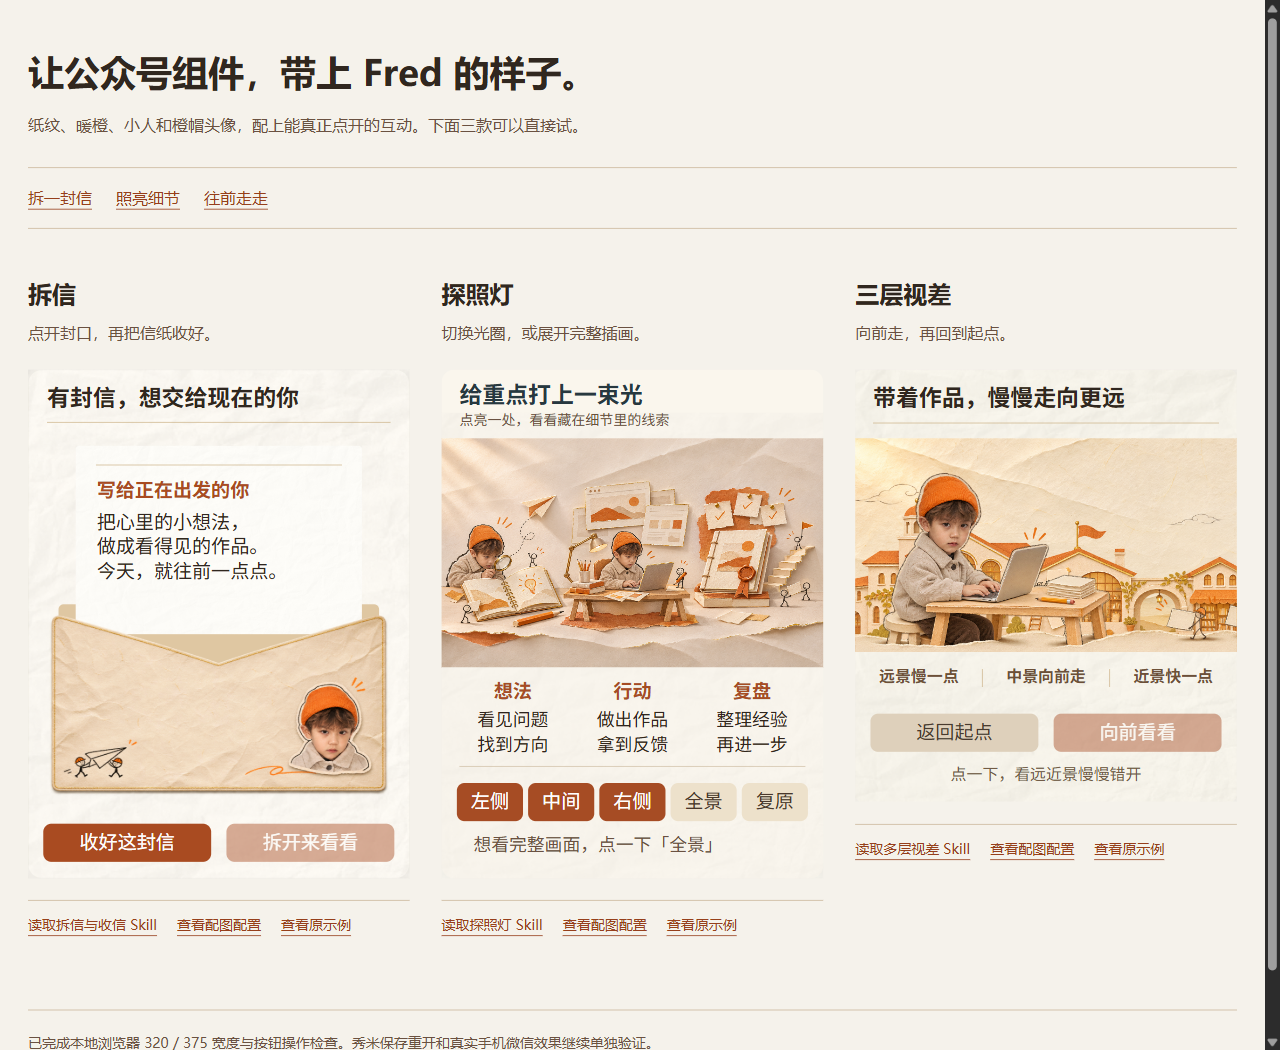 让公众号组件，带上 Fred 的样子。
纸纹、暖橙、小人和橙帽头像，配上能真正点开的互动。下面三款可以直接试。
拆一封信 照亮细节 往前走走
拆信
点开封口，再把信纸收好。
有封信，想交给现在的你
写给正在出发的你
把心里的小想法，
做成看得见的作品。
今天，就往前一点点。
收好这封信 拆开来看看
读取拆信与收信 Skill 查看配图配置 查看原示例
探照灯
切换光圈，或展开完整插画。
给重点打上一束光
点亮一处，看看藏在细节里的线索
想法 行动 复盘
看见问题 做出作品 整理经验
找到方向 拿到反馈 再进一步
左侧 中间 右侧 全景 复原
想看完整画面，点一下「全景」
读取探照灯 Skill 查看配图配置 查看原示例
三层视差
向前走，再回到起点。
带着作品，慢慢走向更远
远景慢一点 中景向前走 近景快一点
返回起点 向前看看
点一下，看远近景慢慢错开
读取多层视差 Skill 查看配图配置 查看原示例
已完成本地浏览器 320 / 375 宽度与按钮操作检查。秀米保存重开和真实手机微信效果继续单独验证。